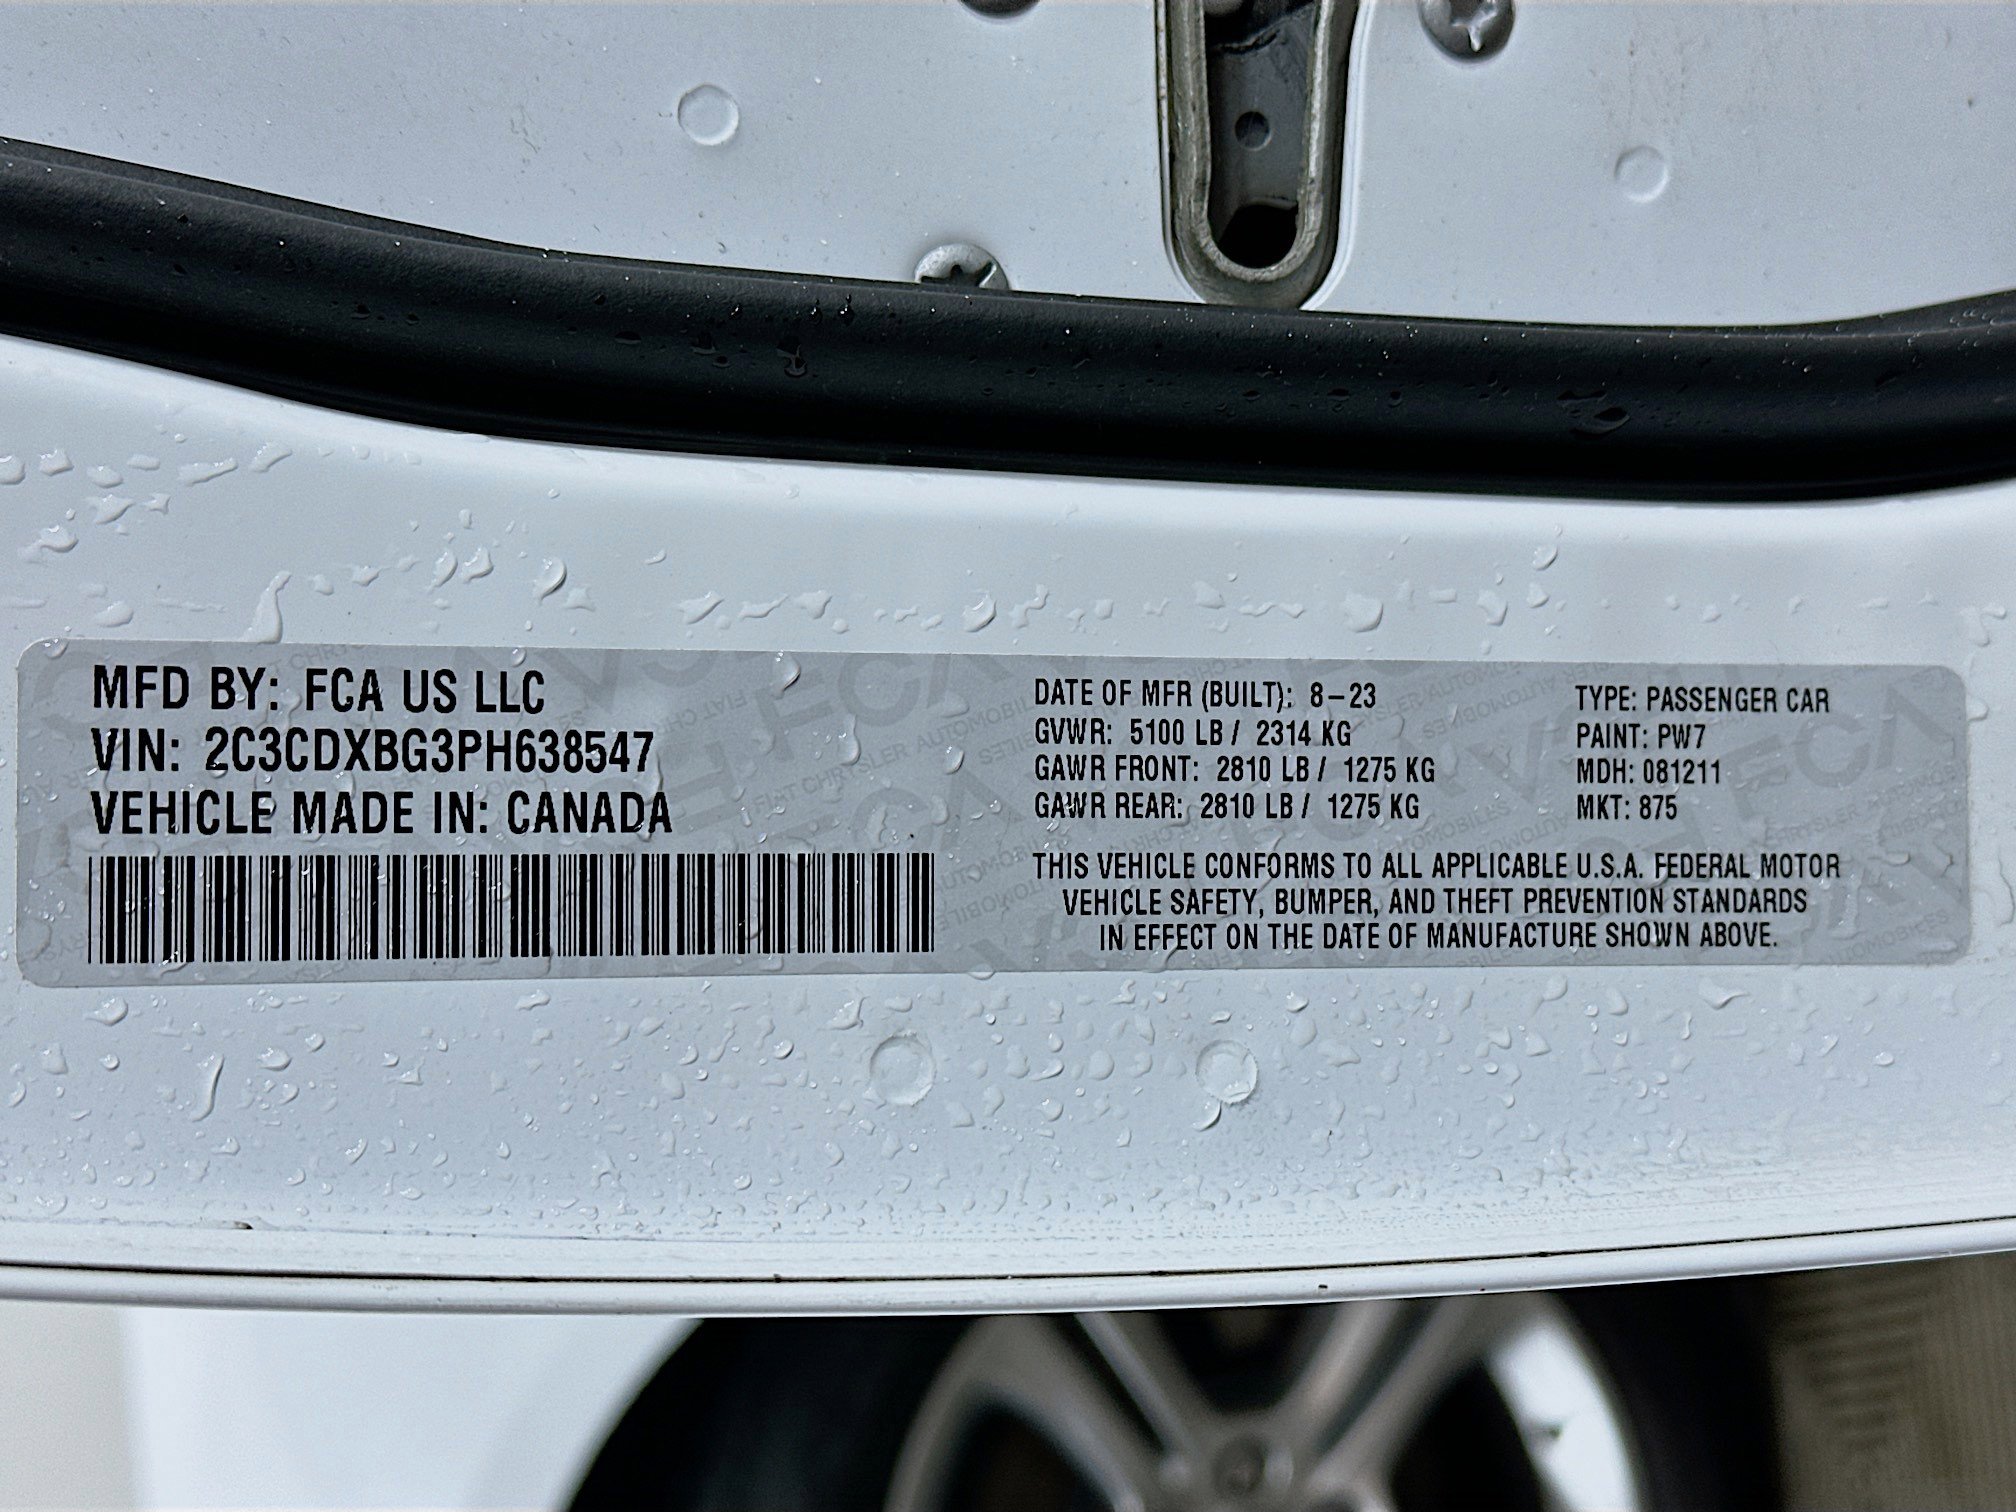 MFD BY: FCA US LLC
VIN: 2C3CDXBG3PH638547
VEHICLE MADE IN: CANADA
DATE OF MFR (BUILT): 8-23
GVWR: 5100 LB / 2314 KG
GAWR FRONT: 2810 LB / 1275 KG
GAWR REAR: 2810 LB / 1275 KG
TYPE: PASSENGER CAR
PAINT: PW7
MDH: 081211
MKT: 875
THIS VEHICLE CONFORMS TO ALL APPLICABLE U.S.A. FEDERAL MOTOR
VEHICLE SAFETY, BUMPER, AND THEFT PREVENTION STANDARDS
IN EFFECT ON THE DATE OF MANUFACTURE SHOWN ABOVE.